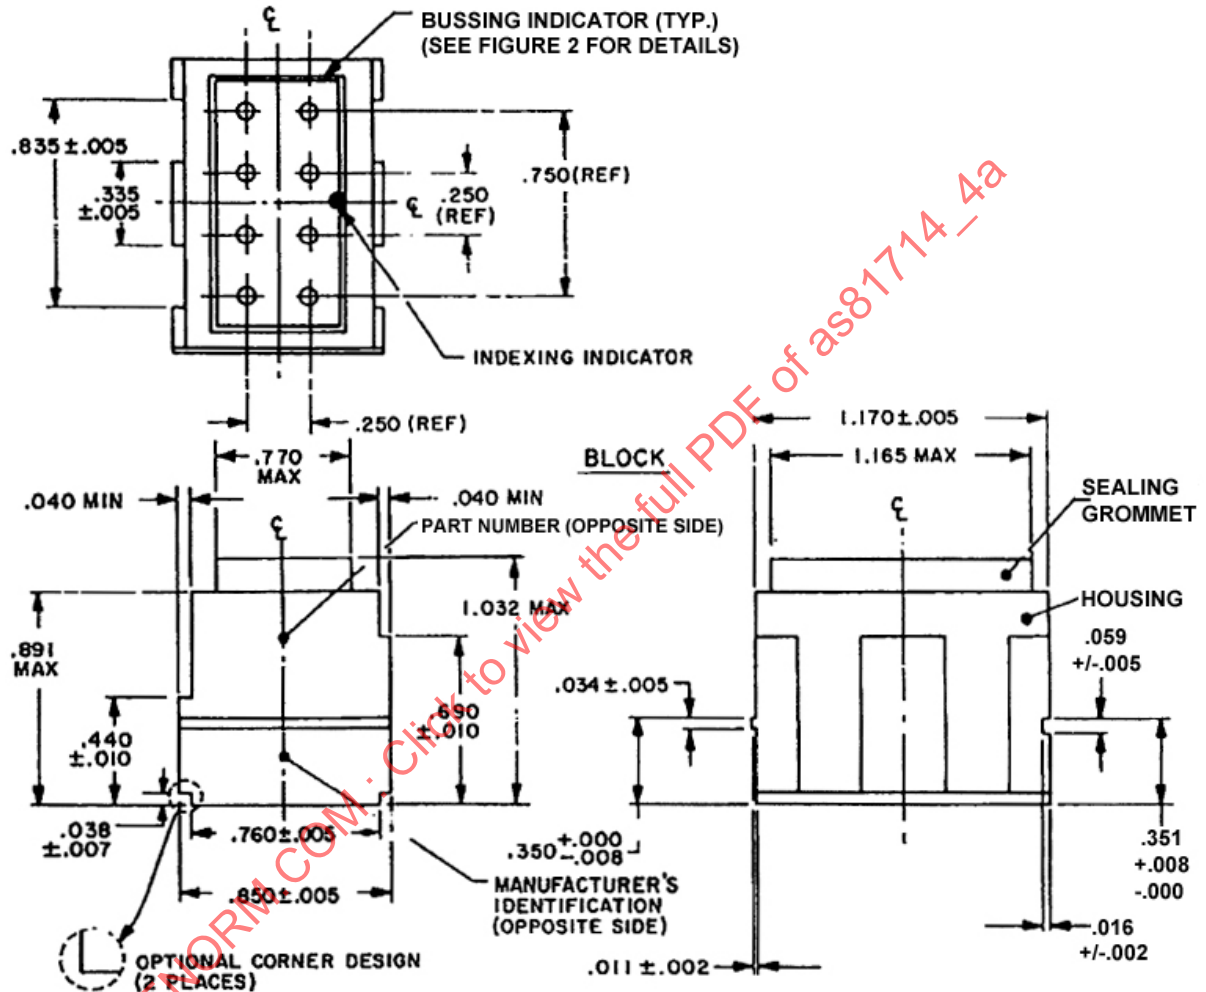 ℄
BUSSING INDICATOR (TYP.)
(SEE FIGURE 2 FOR DETAILS)
.835±.005
.335
±.005
℄
.250
(REF)
.750(REF)
INDEXING INDICATOR
.250 (REF)
.770
MAX
.040 MIN
.040 MIN
℄
PART NUMBER (OPPOSITE SIDE)
BLOCK
1.170±.005
1.165 MAX
℄
SEALING
GROMMET
HOUSING
.891
MAX
1.032 MAX
.440
±.010
.690
±.010
.034±.005
.059
+/-.005
.038
±.007
.760±.005
.850±.005
.350 +.000
-.008
.351
+.008
-.000
MANUFACTURER'S
IDENTIFICATION
(OPPOSITE SIDE)
.016
+/-.002
.011±.002
OPTIONAL CORNER DESIGN
(2 PLACES)
NORM.COM : Click to view the full PDF of as81714_4a